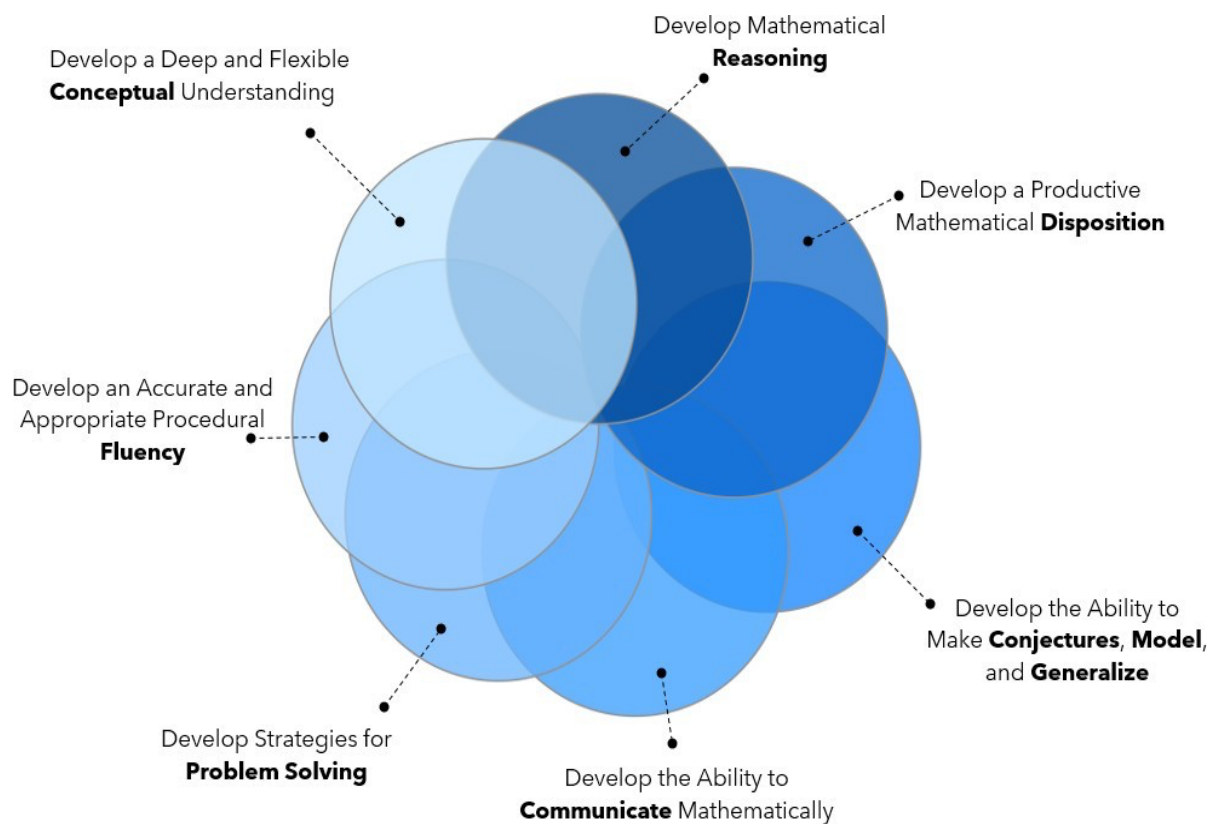 Develop Mathematical
Reasoning
Develop a Deep and Flexible
Conceptual Understanding
Develop a Productive
Mathematical Disposition
Develop an Accurate and
Appropriate Procedural
Fluency
Develop the Ability to
Make Conjectures, Model,
and Generalize
Develop Strategies for
Problem Solving
Develop the Ability to
Communicate Mathematically